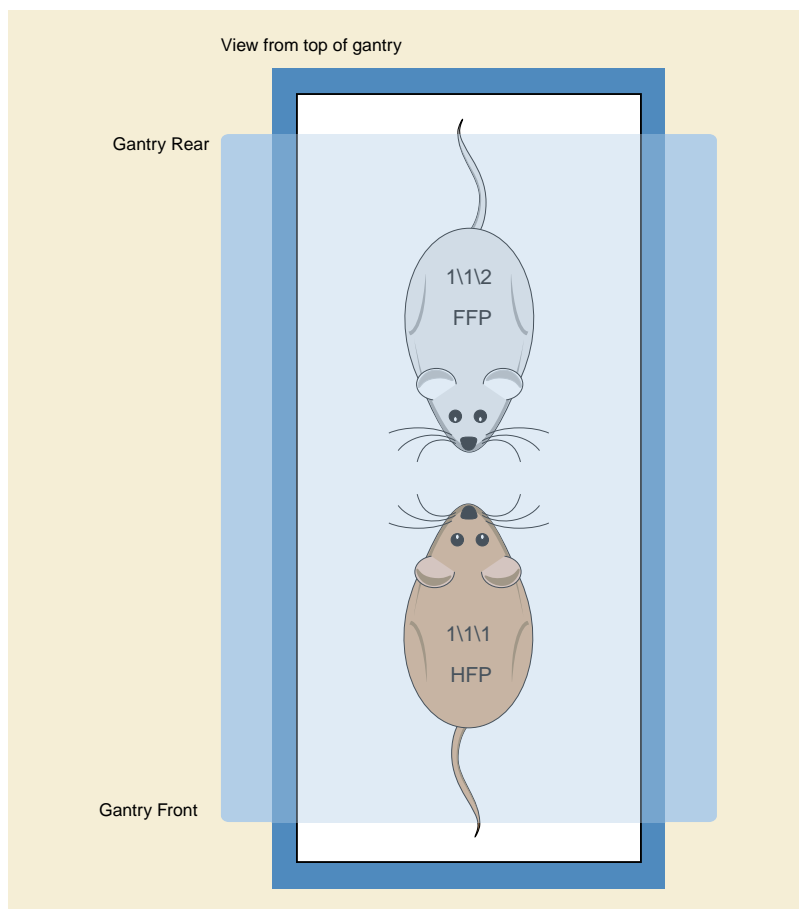 View from top of gantry
Gantry Rear
1\1\2
FFP
1\1\1
HFP
Gantry Front